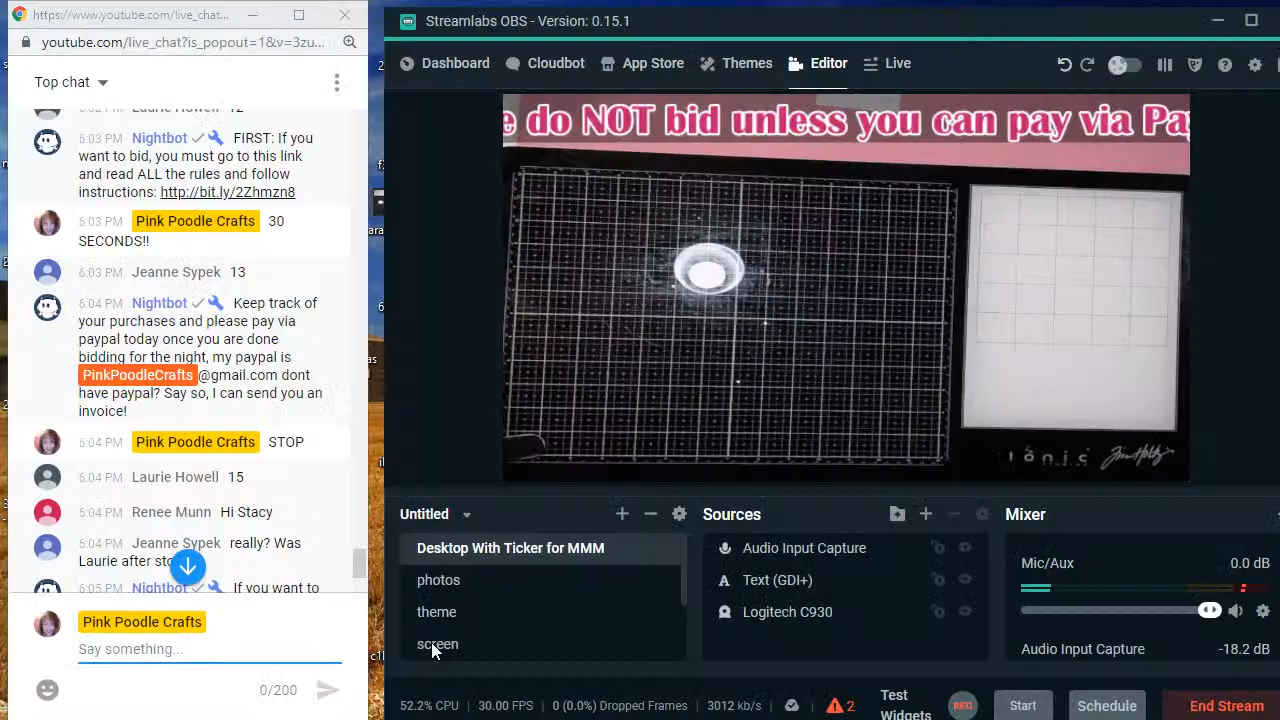 https://www.youtube.com/live_chat...
youtube.com/live_chat?is_popout=1&v=3zu...
Top chat
Laurie Howell 12
6:03 PM Nightbot FIRST: If you
want to bid, you must go to this link
and read ALL the rules and follow
instructions: http://bit.ly/2Zhmzn8
6:03 PM Pink Poodle Crafts 30
SECONDS!!
6:03 PM Jeanne Sypek 13
6:04 PM Nightbot Keep track of
your purchases and please pay via
paypal today once you are done
bidding for the night, my paypal is
PinkPoodleCrafts@gmail.com dont
have paypal? Say so, I can send you an
invoice!
6:04 PM Pink Poodle Crafts STOP
6:04 PM Laurie Howell 15
6:04 PM Renee Munn Hi Stacy
6:04 PM Jeanne Sypek really? Was
Laurie after sto
6:05 PM Nightbot If you want to
Pink Poodle Crafts
Say something...
0/200
Streamlabs OBS - Version: 0.15.1
Dashboard Cloudbot App Store Themes Editor Live
e do NOT bid unless you can pay via Pay
Tim Holtz
Untitled
Desktop With Ticker for MMM
photos
theme
screen
Sources
Audio Input Capture
Text (GDI+)
Logitech C930
Mixer
Mic/Aux 0.0 dB
Audio Input Capture -18.2 dB
52.2% CPU 30.00 FPS 0 (0.0%) Dropped Frames 3012 kb/s 2 Test
Widgets REC Start Schedule End Stream